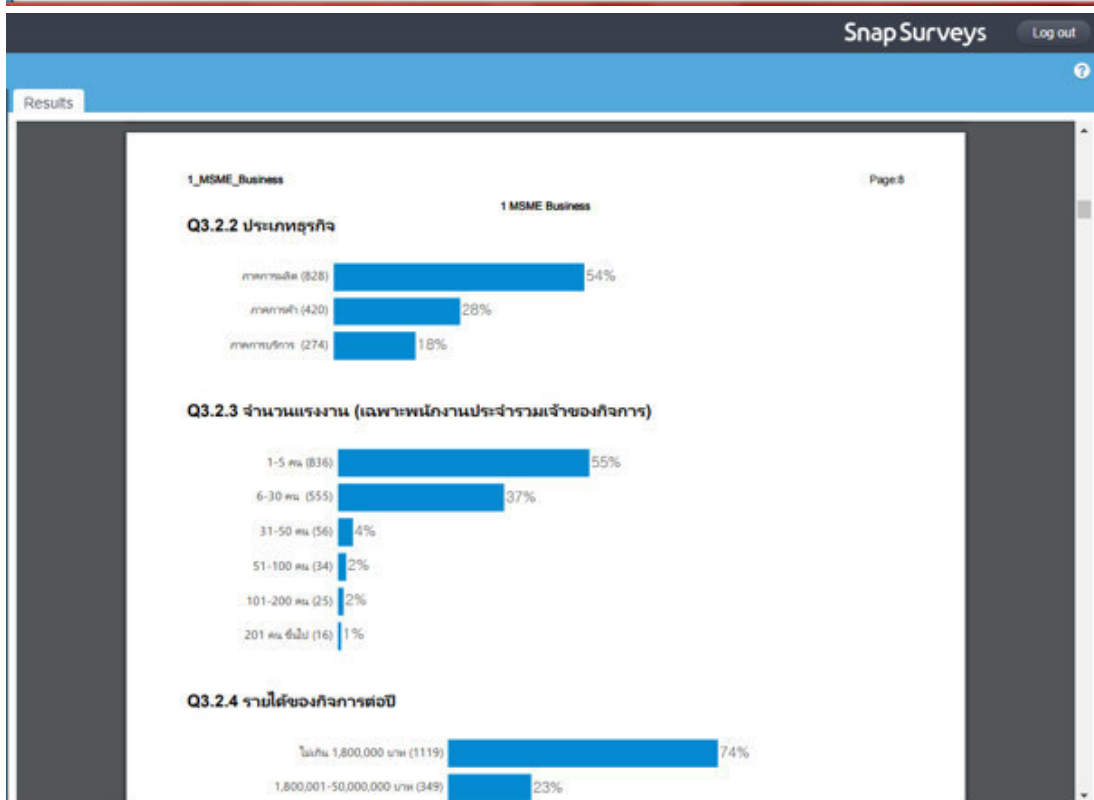 Snap Surveys Log out
?
Results
1_MSME_Business Page:8
1 MSME Business
Q3.2.2 ประเภทธุรกิจ
ภาคการผลิต (828) 54%
ภาคการค้า (420) 28%
ภาคการบริการ (274) 18%
Q3.2.3 จำนวนแรงงาน (เฉพาะพนักงานประจำรวมเจ้าของกิจการ)
1-5 คน (836) 55%
6-30 คน (555) 37%
31-50 คน (56) 4%
51-100 คน (34) 2%
101-200 คน (25) 2%
201 คน ขึ้นไป (16) 1%
Q3.2.4 รายได้ของกิจการต่อปี
ไม่เกิน 1,800,000 บาท (1119) 74%
1,800,001-50,000,000 บาท (349) 23%